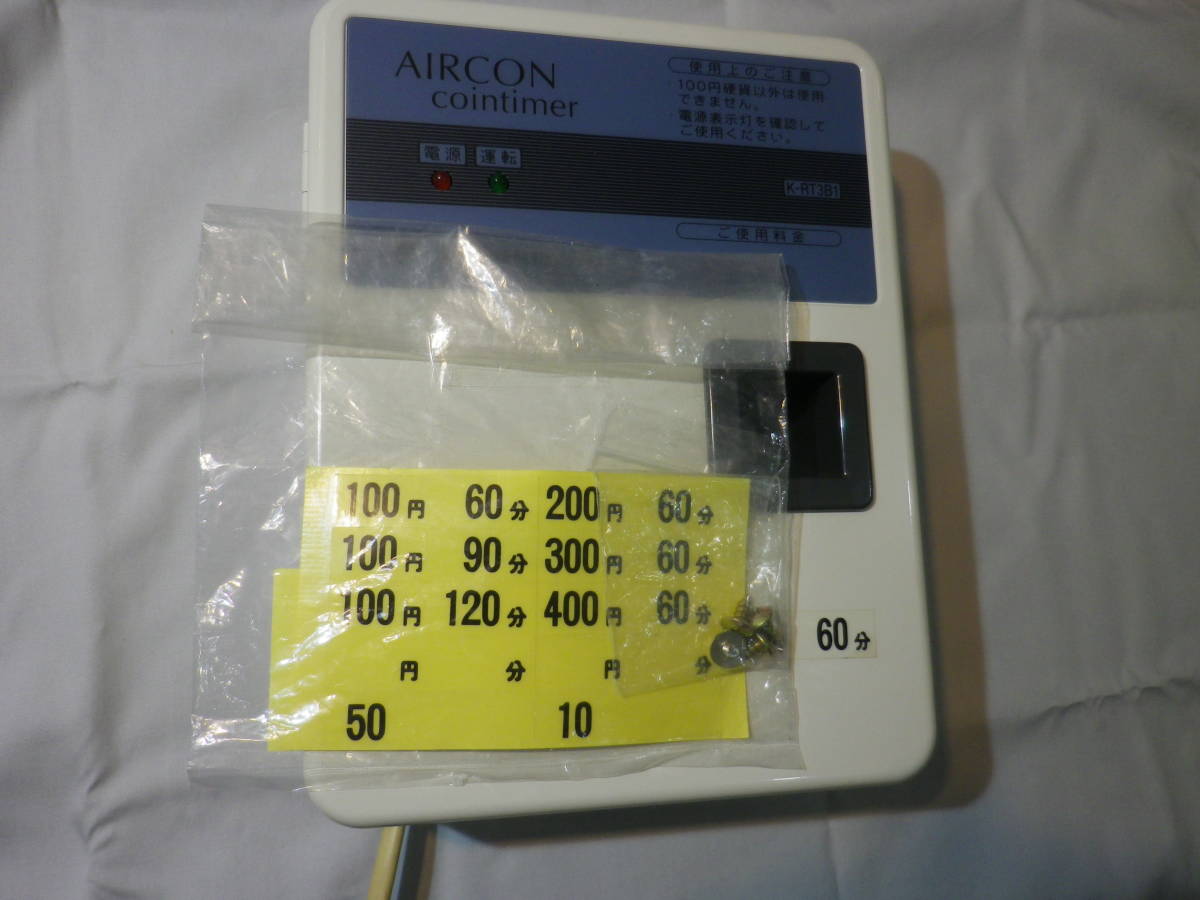 AIRCON
cointimer
使用上のご注意
・100円硬貨以外は使用
できません。
・電源表示灯を確認して
ご使用ください。
電源 運転
K-RT3B1
ご使用料金
100円 60分 200円 60分
100円 90分 300円 60分
100円 120分 400円 60分
円 分 円 分
50 10
60分